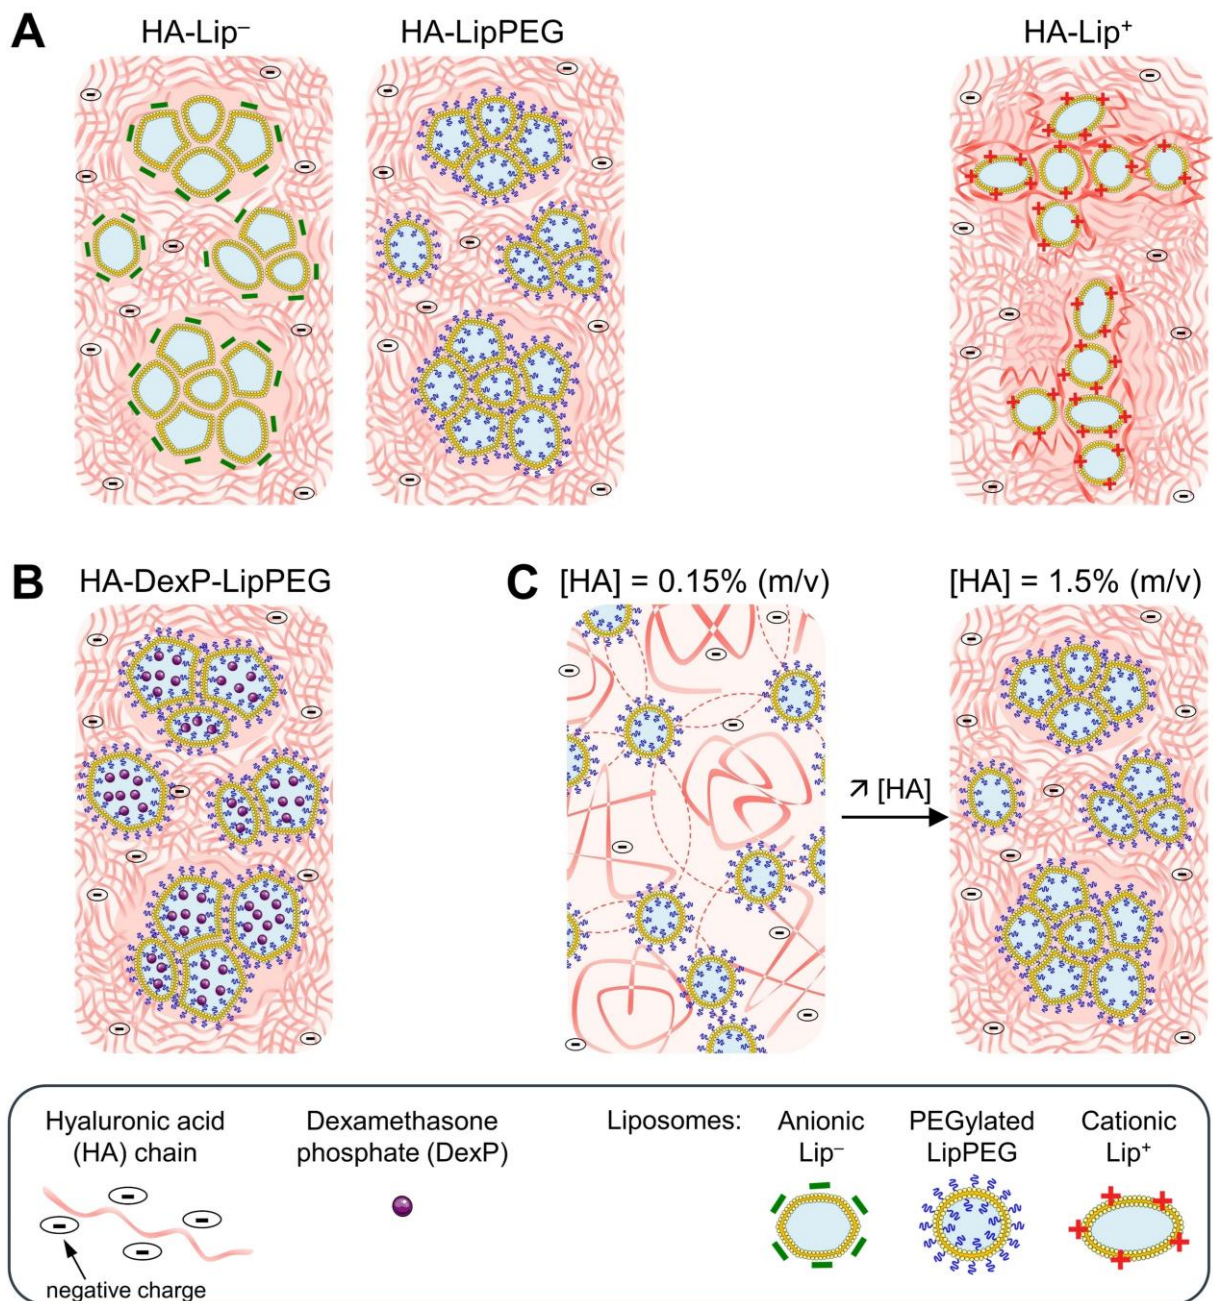 A
HA-Lip⁻
HA-LipPEG
HA-Lip⁺
B
HA-DexP-LipPEG
C
[HA] = 0.15% (m/v)
[HA] = 1.5% (m/v)
↗ [HA]
Hyaluronic acid
(HA) chain
negative charge
Dexamethasone
phosphate (DexP)
Liposomes:
Anionic
Lip⁻
PEGylated
LipPEG
Cationic
Lip⁺